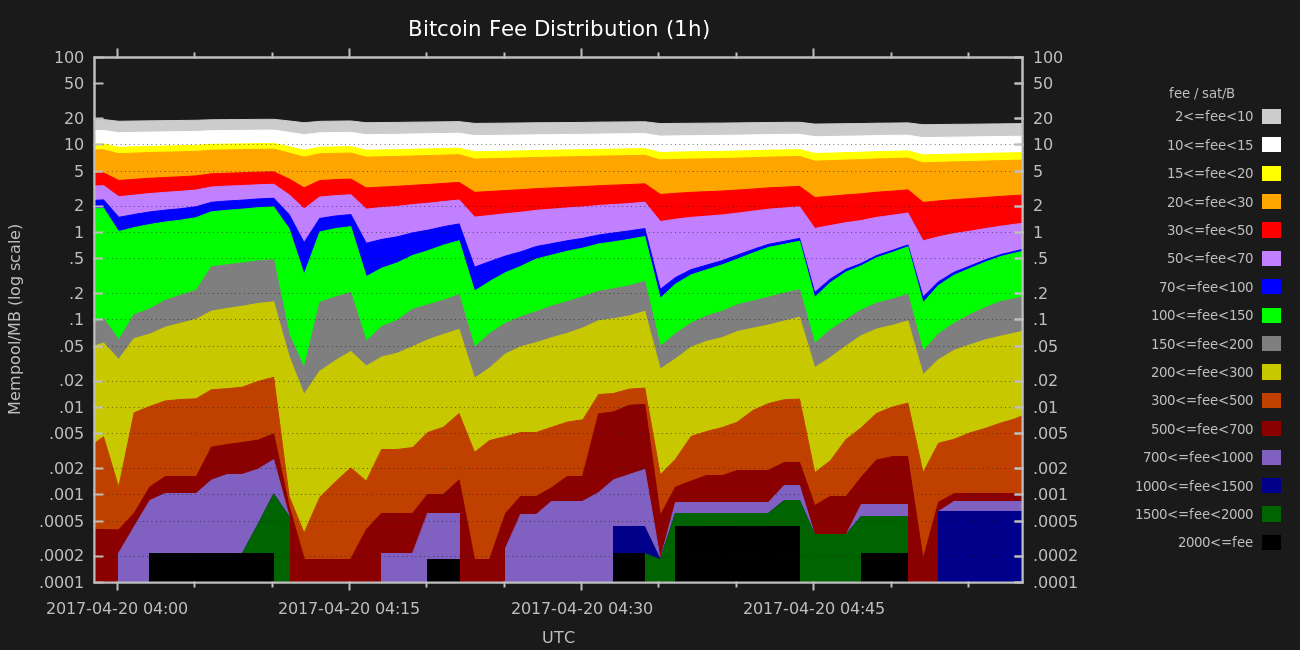 Bitcoin Fee Distribution (1h)
100
50
20
10
5
2
1
.5
.2
.1
.05
.02
.01
.005
.002
.001
.0005
.0002
.0001
Mempool/MB (log scale)
100
50
20
10
5
2
1
.5
.2
.1
.05
.02
.01
.005
.002
.001
.0005
.0002
.0001
fee / sat/B
2<=fee<10
10<=fee<15
15<=fee<20
20<=fee<30
30<=fee<50
50<=fee<70
70<=fee<100
100<=fee<150
150<=fee<200
200<=fee<300
300<=fee<500
500<=fee<700
700<=fee<1000
1000<=fee<1500
1500<=fee<2000
2000<=fee
2017-04-20 04:00
2017-04-20 04:15
2017-04-20 04:30
2017-04-20 04:45
UTC